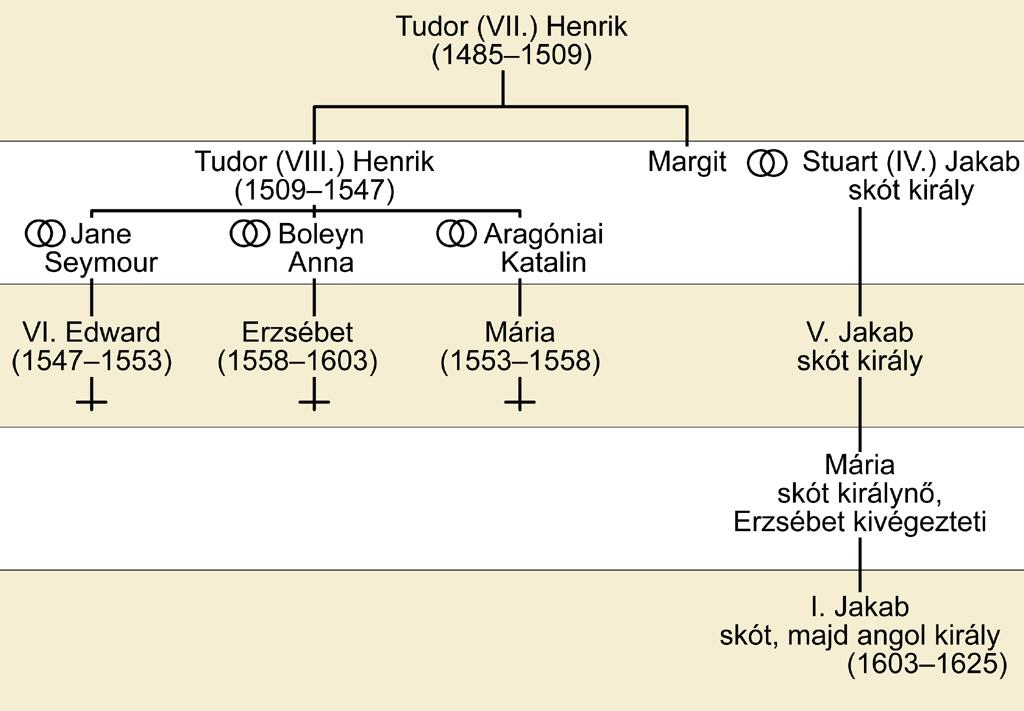 Tudor (VII.) Henrik
(1485–1509)
Tudor (VIII.) Henrik
(1509–1547)
Margit
Stuart (IV.) Jakab
skót király
Jane
Seymour
Boleyn
Anna
Aragóniai
Katalin
VI. Edward
(1547–1553)
Erzsébet
(1558–1603)
Mária
(1553–1558)
V. Jakab
skót király
Mária
skót királynő,
Erzsébet kivégezteti
I. Jakab
skót, majd angol király
(1603–1625)